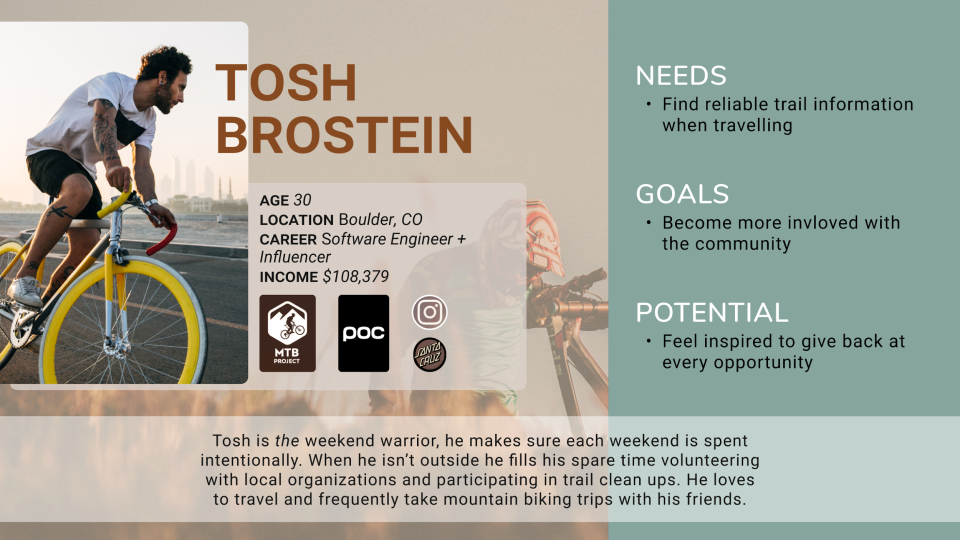 TOSH
BROSTEIN
AGE 30
LOCATION Boulder, CO
CAREER Software Engineer +
Influencer
INCOME $108,379
MTB
PROJECT
POC
SANTA
CRUZ
NEEDS
• Find reliable trail information
when travelling
GOALS
• Become more invloved with
the community
POTENTIAL
• Feel inspired to give back at
every opportunity
Tosh is the weekend warrior, he makes sure each weekend is spent
intentionally. When he isn’t outside he fills his spare time volunteering
with local organizations and participating in trail clean ups. He loves
to travel and frequently take mountain biking trips with his friends.